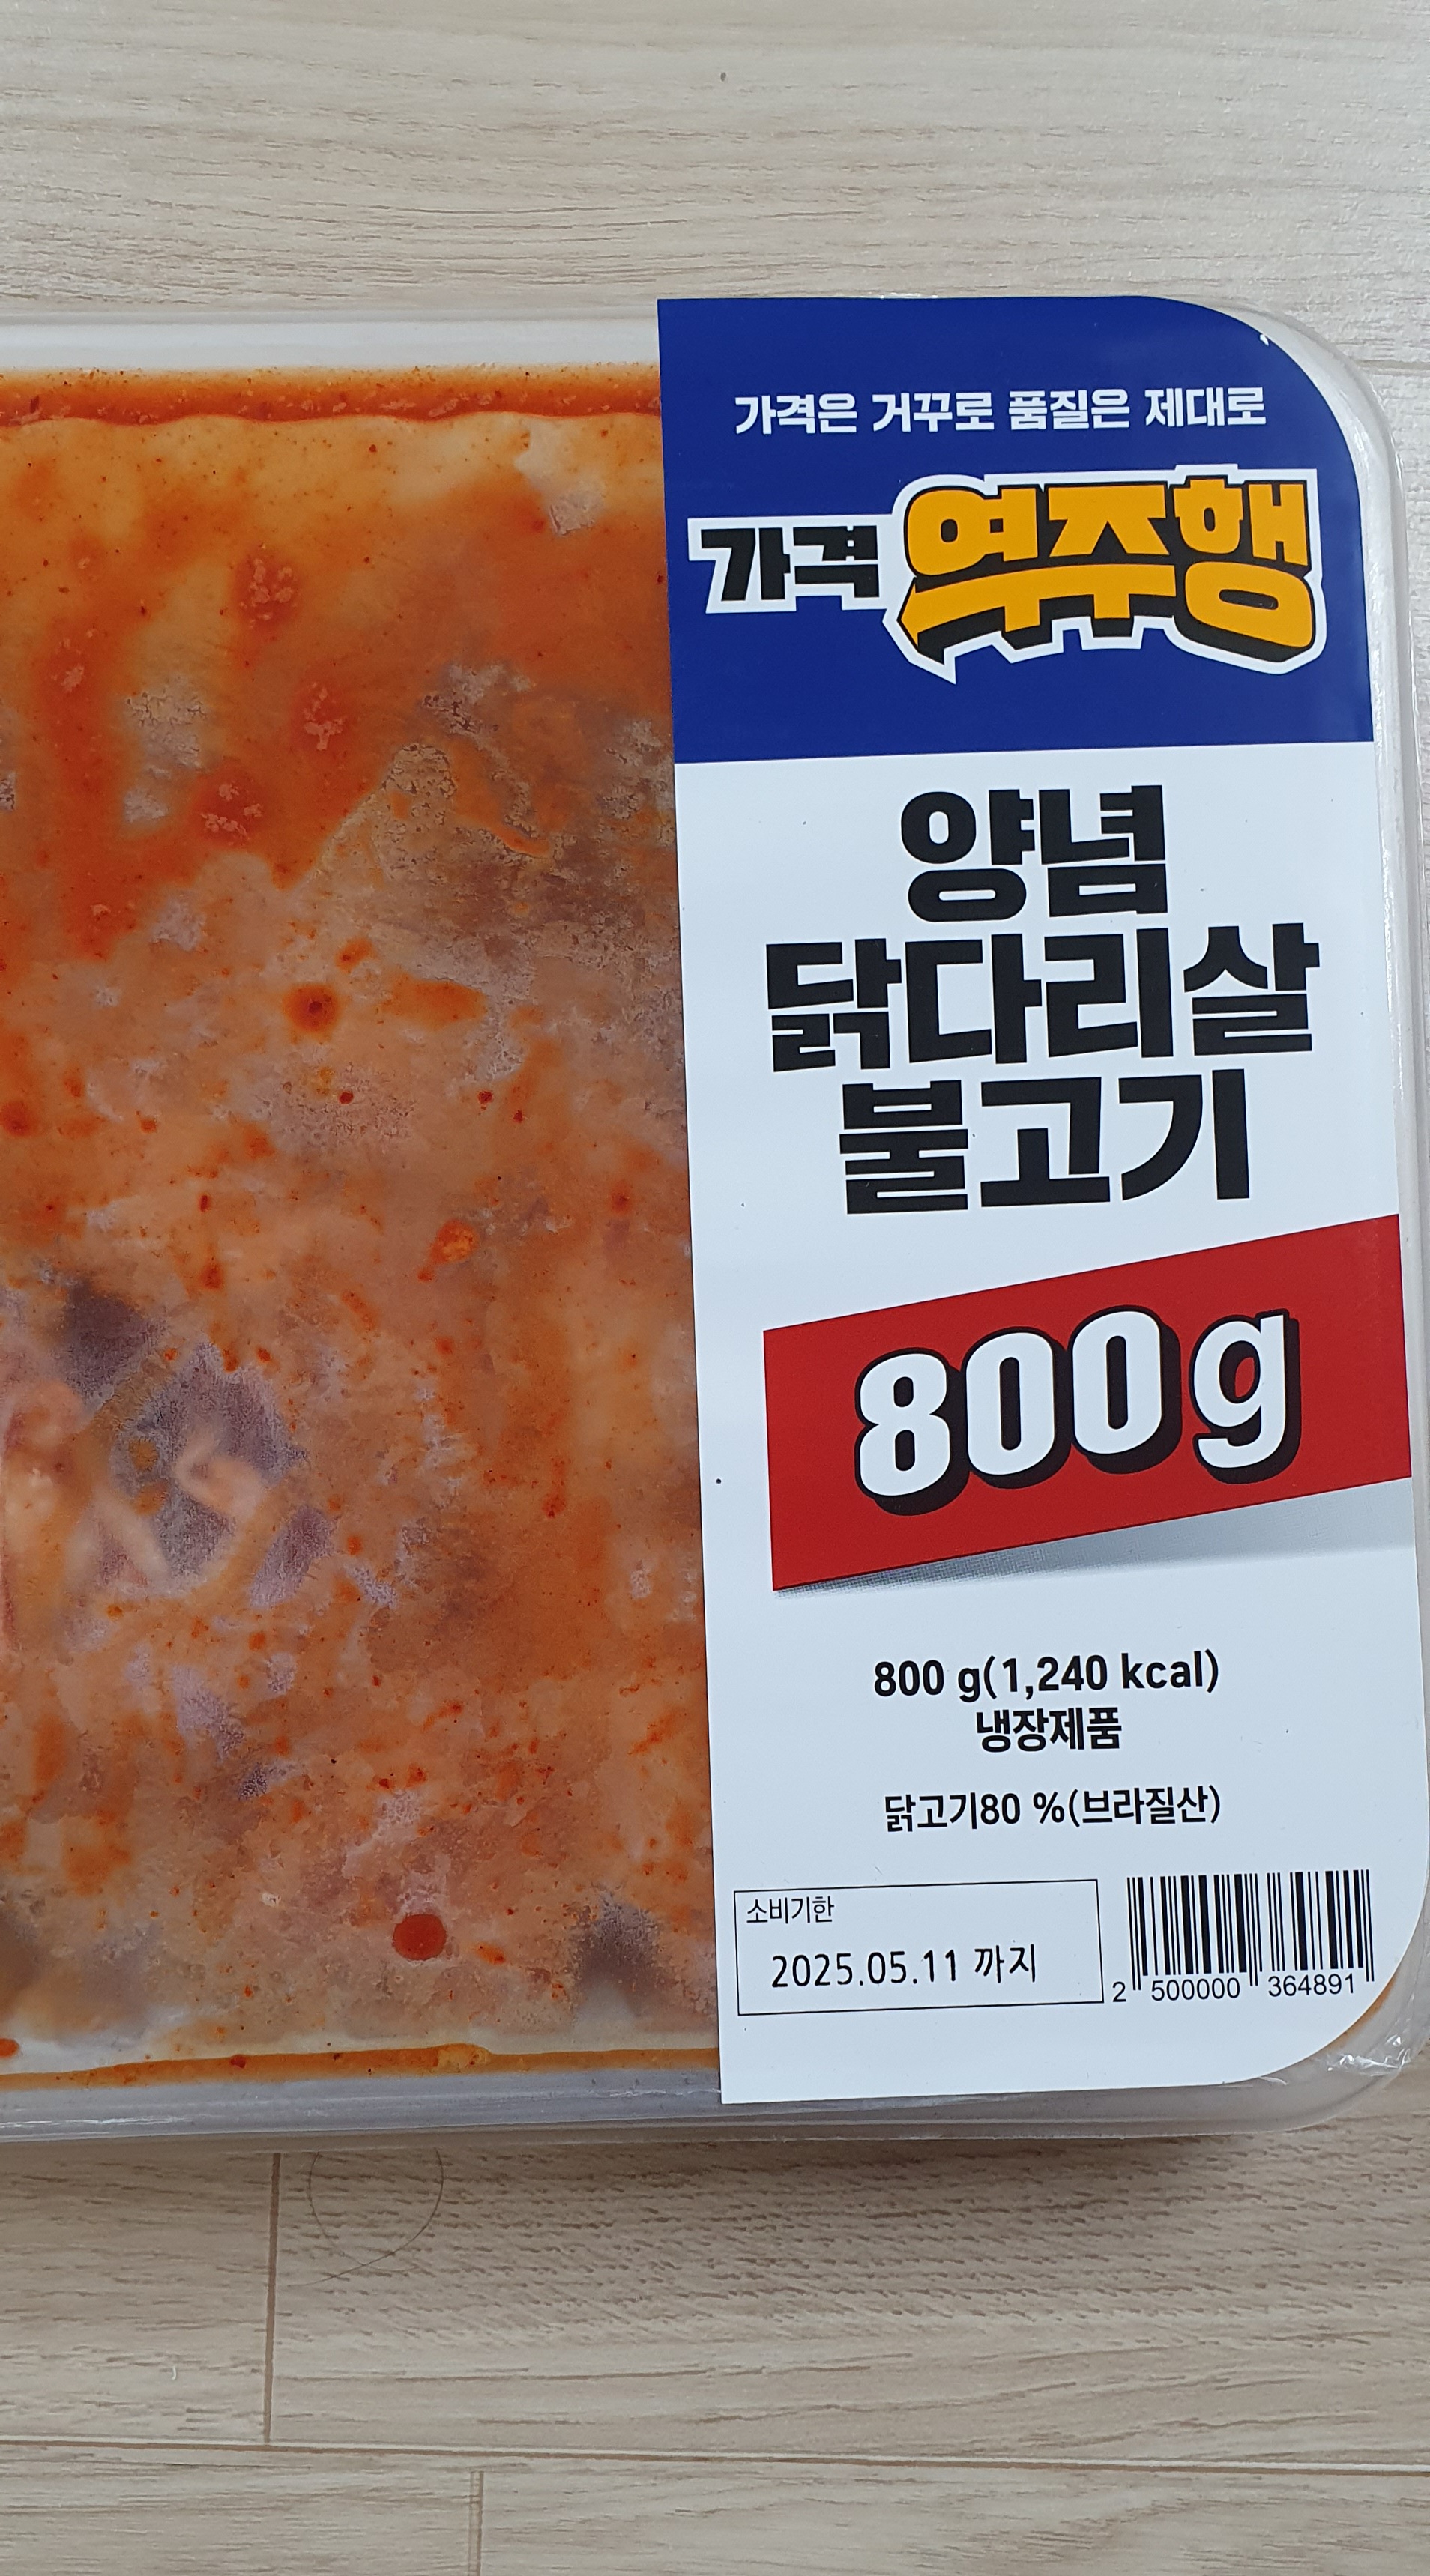 가격은 거꾸로 품질은 제대로
가격 역주행
양념
닭다리살
불고기
800g
800 g(1,240 kcal)
냉장제품
닭고기80 %(브라질산)
소비기한
2025.05.11 까지
2 500000 364891